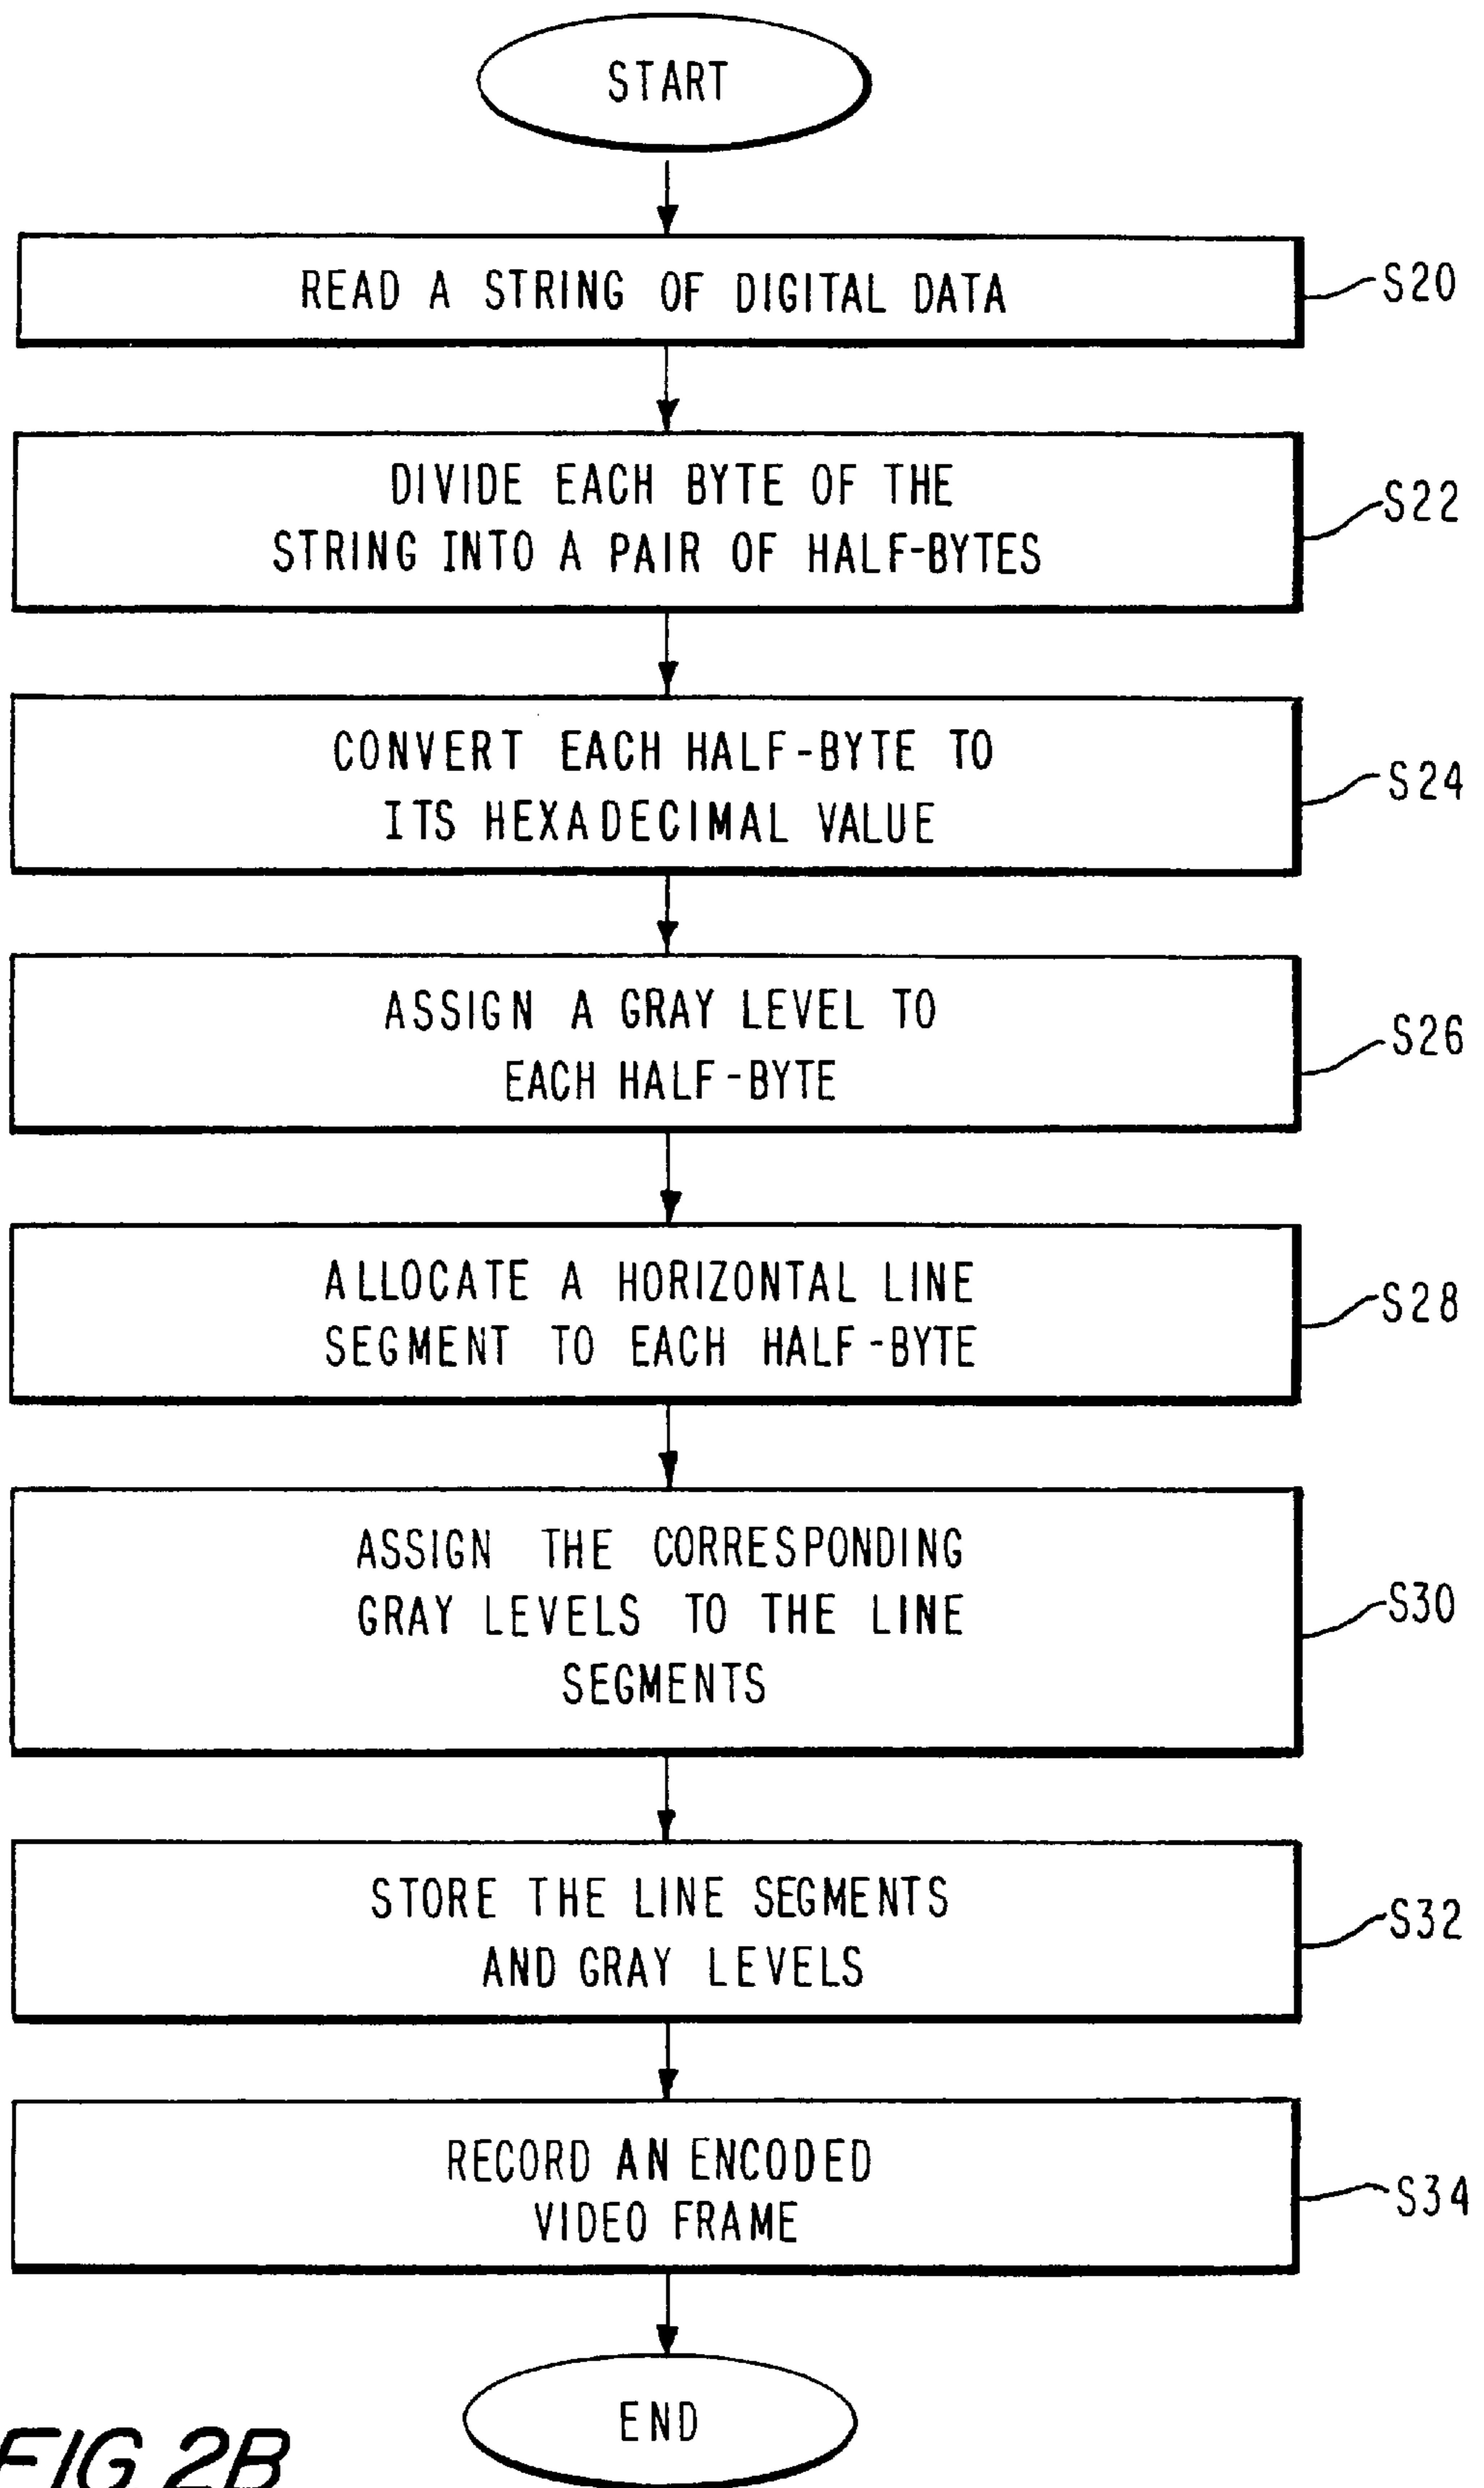 START
READ A STRING OF DIGITAL DATA
S20
DIVIDE EACH BYTE OF THE
STRING INTO A PAIR OF HALF-BYTES
S22
CONVERT EACH HALF-BYTE TO
ITS HEXADECIMAL VALUE
S24
ASSIGN A GRAY LEVEL TO
EACH HALF-BYTE
S26
ALLOCATE A HORIZONTAL LINE
SEGMENT TO EACH HALF-BYTE
S28
ASSIGN THE CORRESPONDING
GRAY LEVELS TO THE LINE
SEGMENTS
S30
STORE THE LINE SEGMENTS
AND GRAY LEVELS
S32
RECORD AN ENCODED
VIDEO FRAME
S34
END
FIG 2B